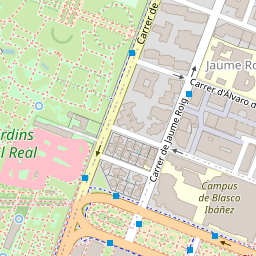 Carrer de
Jaume Ro
Carrer d'Álvaro d
Carrer de Jaume Roig
rdins
l Real
Campus
de Blasco
Ibáñez